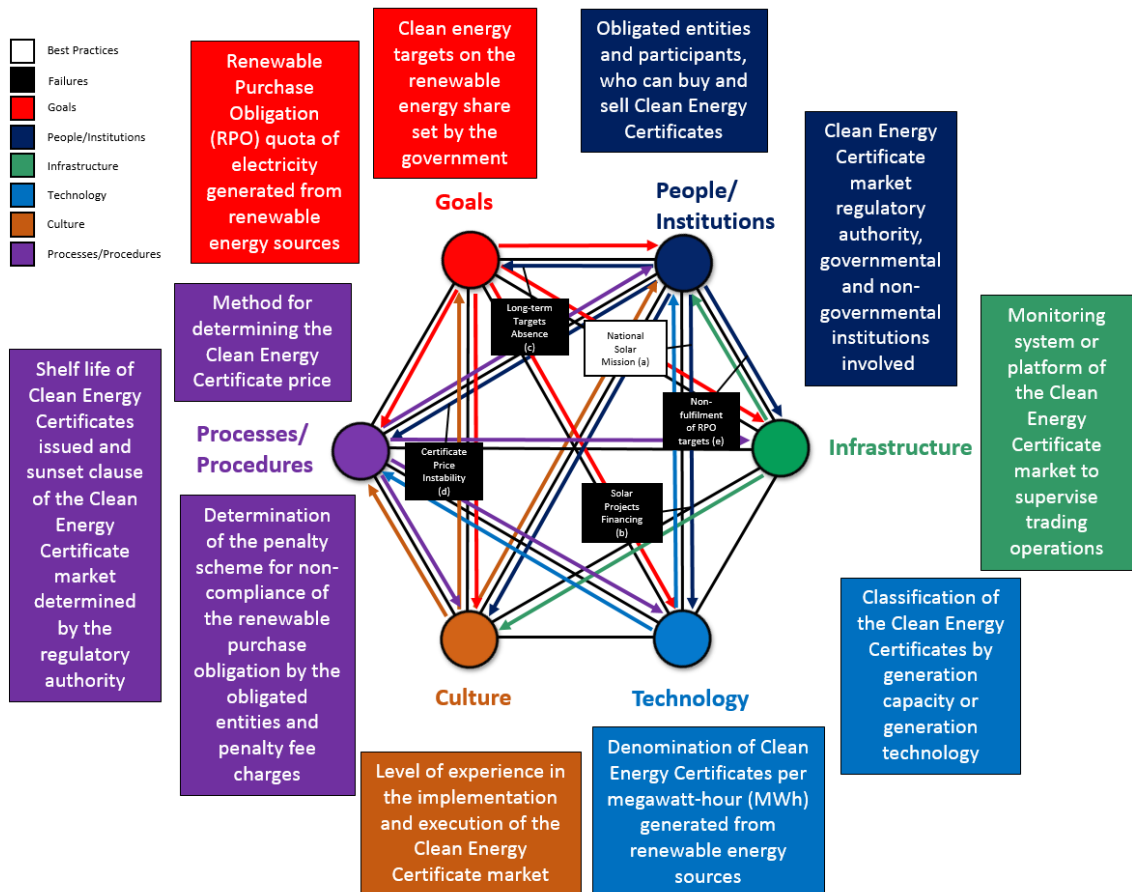 Best Practices
Failures
Goals
People/Institutions
Infrastructure
Technology
Culture
Processes/Procedures
Renewable
Purchase
Obligation
(RPO) quota of
electricity
generated from
renewable
energy sources
Clean energy
targets on the
renewable
energy share
set by the
government
Obligated entities
and participants,
who can buy and
sell Clean Energy
Certificates
Clean Energy
Certificate
market
regulatory
authority,
governmental
and non-
governmental
institutions
involved
Goals
People/
Institutions
Method for
determining the
Clean Energy
Certificate price
Long-term
Targets
Absence (c)
National
Solar
Mission (a)
Monitoring
system or
platform of
the Clean
Energy
Certificate
market to
supervise
trading
operations
Shelf life of
Clean Energy
Certificates
issued and
sunset clause
of the Clean
Energy
Certificate
market
determined
by the
regulatory
authority
Processes/
Procedures
Certificate
Price
Instability
(d)
Non-
fulfilment
of RPO
targets (e)
Infrastructure
Solar
Projects
Financing
(b)
Determination
of the penalty
scheme for non-
compliance of
the renewable
purchase
obligation by the
obligated
entities and
penalty fee
charges
Classification of
the Clean Energy
Certificates by
generation
capacity or
generation
technology
Culture
Technology
Level of experience in
the implementation
and execution of the
Clean Energy
Certificate market
Denomination of Clean
Energy Certificates per
megawatt-hour (MWh)
generated from
renewable energy
sources